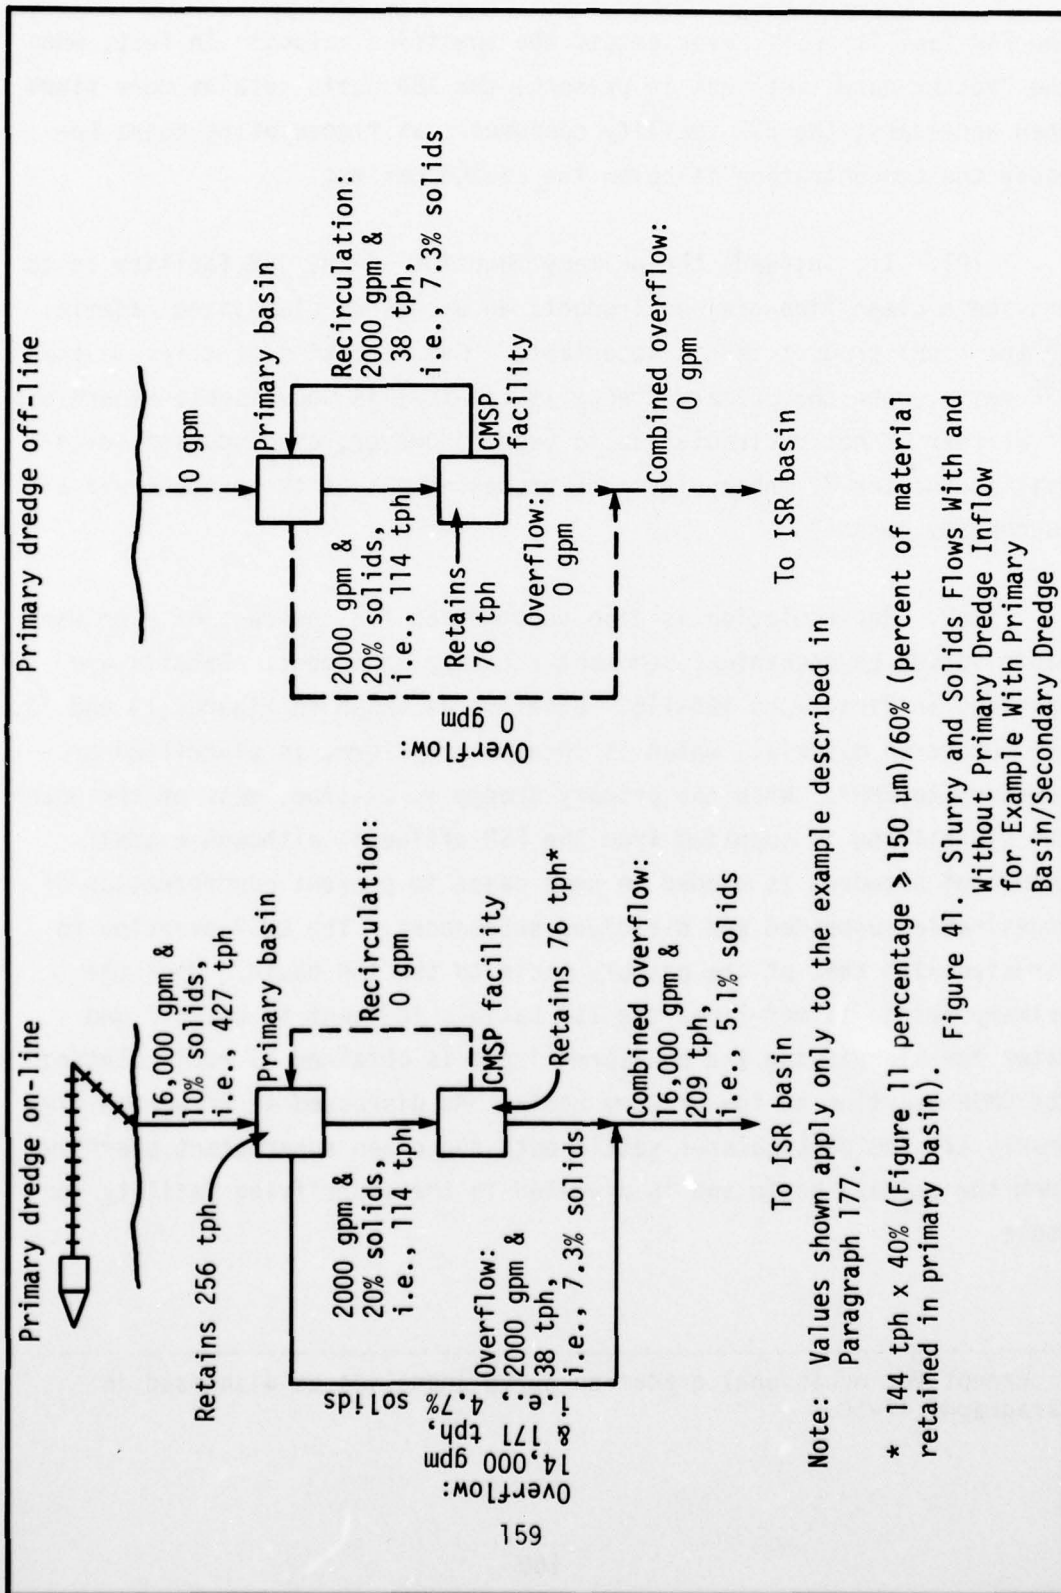 Primary dredge on-line
16,000 gpm &
10% solids,
i.e., 427 tph
Retains 256 tph
Primary basin
2000 gpm &
20% solids,
i.e., 114 tph
Recirculation:
0 gpm
CMSP facility
Retains 76 tph*
Overflow:
14,000 gpm
& 171 tph,
i.e., 4.7%
solids
Overflow:
2000 gpm &
38 tph,
i.e., 7.3% solids
Combined overflow:
16,000 gpm &
209 tph,
i.e., 5.1% solids
To ISR basin
Primary dredge off-line
0 gpm
Primary basin
Recirculation:
2000 gpm &
38 tph,
i.e., 7.3% solids
2000 gpm &
20% solids,
i.e., 114 tph
CMSP
facility
Retains
76 tph
Overflow:
0 gpm
Overflow:
0 gpm
Combined overflow:
0 gpm
To ISR basin
Note: Values shown apply only to the example described in
Paragraph 177.
* (44 tph x 40% (Figure 11 percentage ⩾ 150 µm)/60% (percent of material
retained in primary basin).
Figure 41. Slurry and Solids Flows With and
Without Primary Dredge Inflow
for Example With Primary
Basin/Secondary Dredge
159